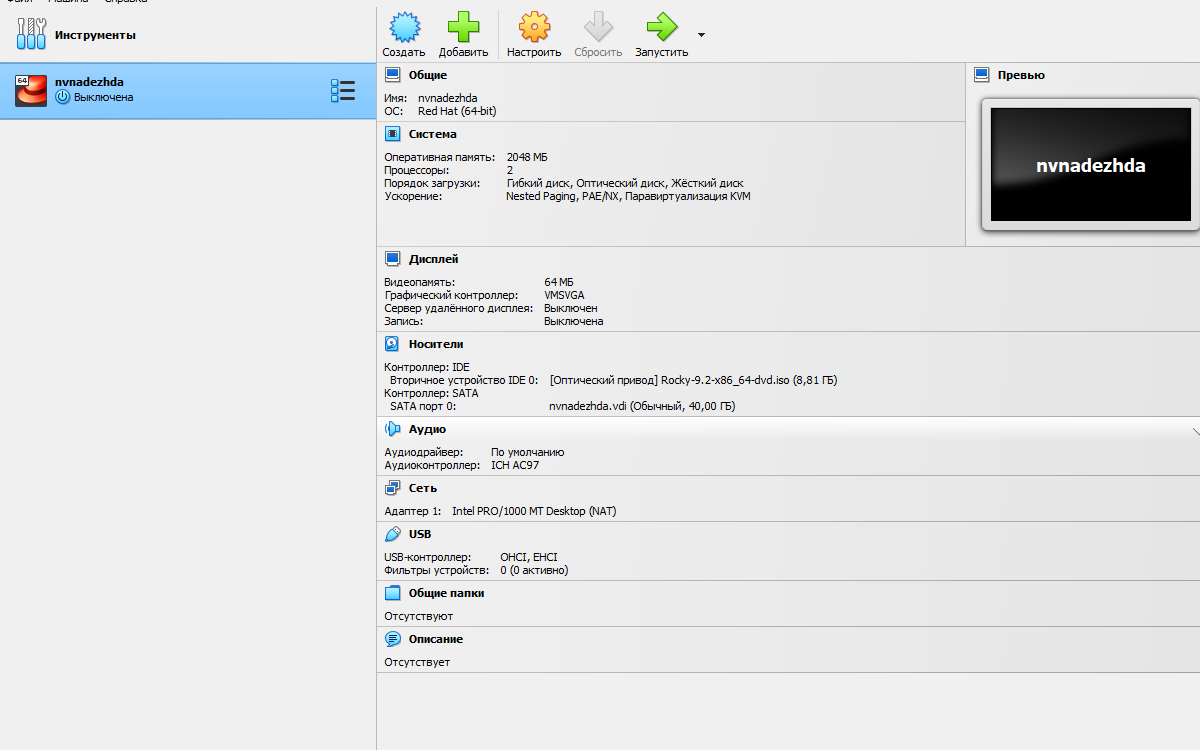 Файл Машина Справка
Инструменты
Создать Добавить Настроить Сбросить Запустить
64 nvnadezhda
Выключена
Общие
Имя: nvnadezhda
ОС: Red Hat (64-bit)
Превью
nvnadezhda
Система
Оперативная память: 2048 МБ
Процессоры: 2
Порядок загрузки: Гибкий диск, Оптический диск, Жёсткий диск
Ускорение: Nested Paging, PAE/NX, Паравиртуализация KVM
Дисплей
Видеопамять: 64 МБ
Графический контроллер: VMSVGA
Сервер удалённого дисплея: Выключен
Запись: Выключена
Носители
Контроллер: IDE
Вторичное устройство IDE 0: [Оптический привод] Rocky-9.2-x86_64-dvd.iso (8,81 ГБ)
Контроллер: SATA
SATA порт 0: nvnadezhda.vdi (Обычный, 40,00 ГБ)
Аудио
Аудиодрайвер: По умолчанию
Аудиоконтроллер: ICH AC97
Сеть
Адаптер 1: Intel PRO/1000 MT Desktop (NAT)
USB
USB-контроллер: OHCI, EHCI
Фильтры устройств: 0 (0 активно)
Общие папки
Отсутствуют
Описание
Отсутствует